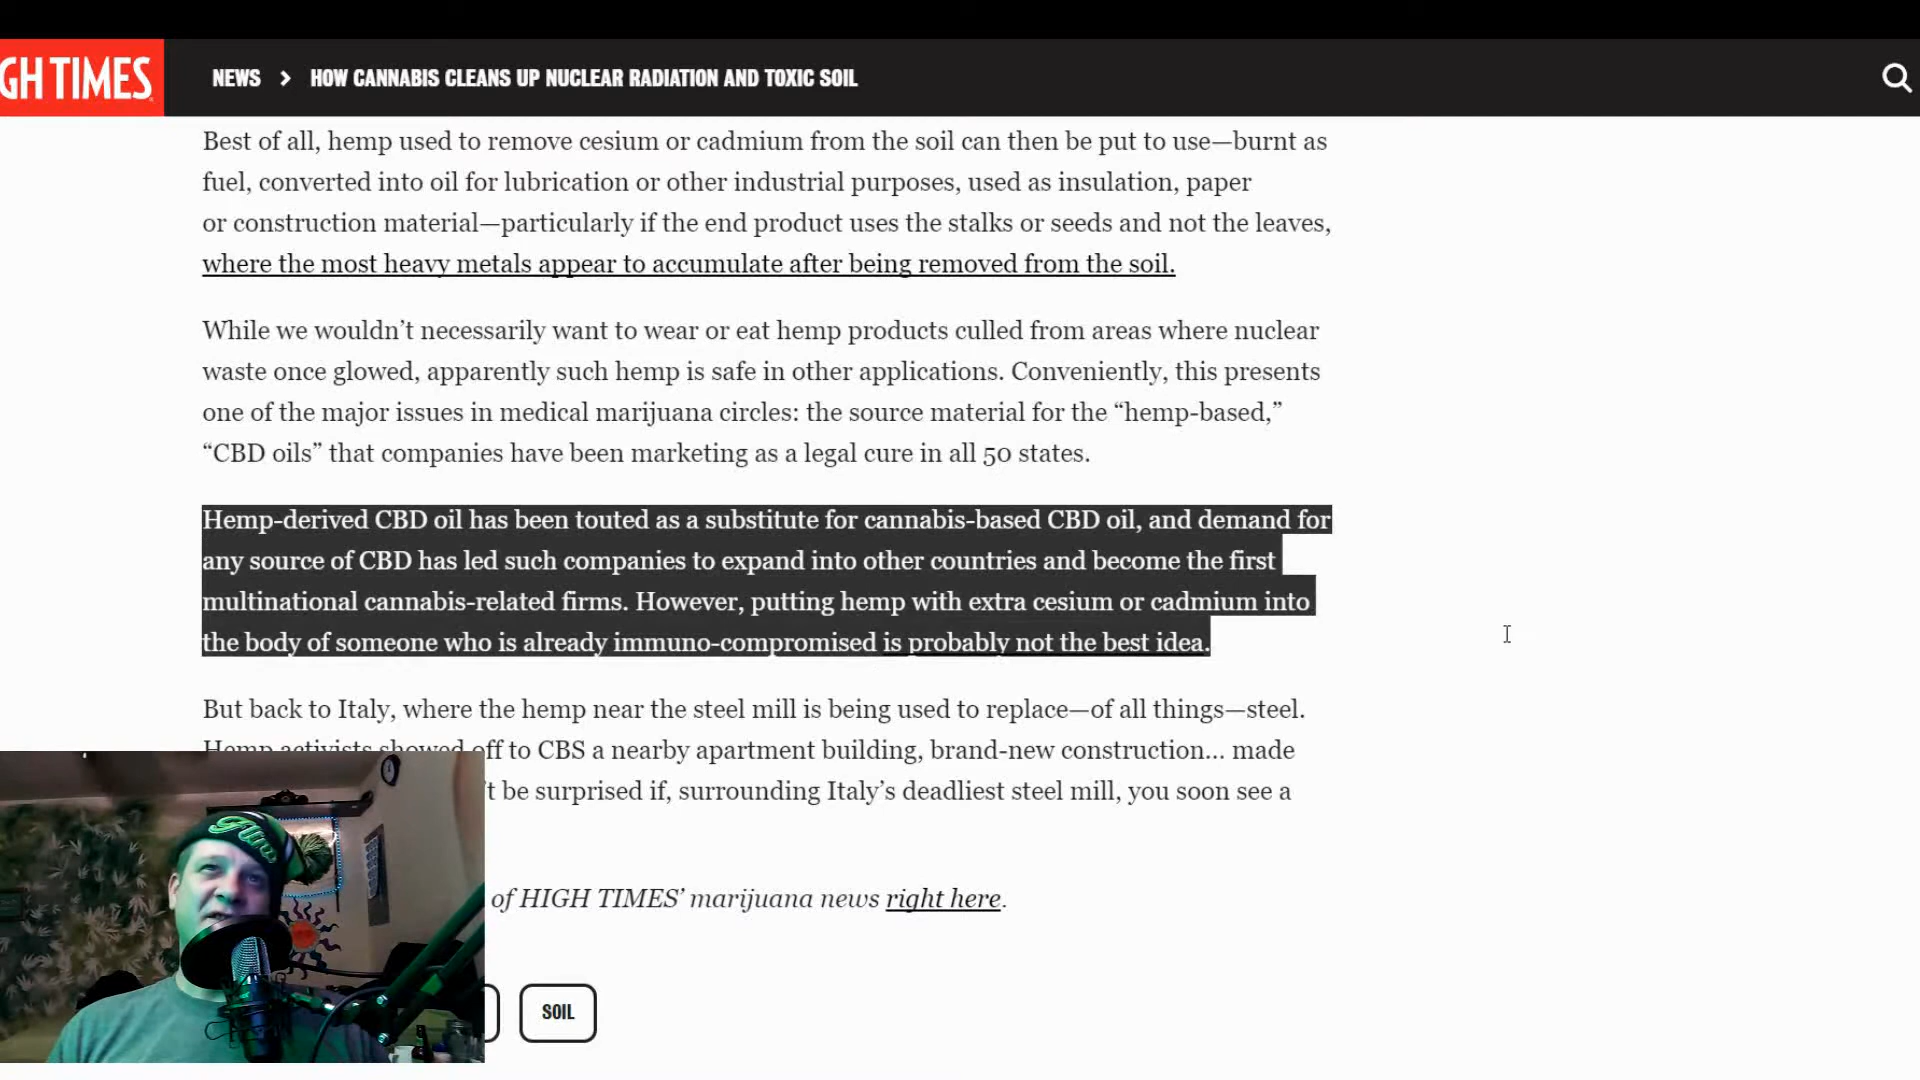 GH TIMES
NEWS > HOW CANNABIS CLEANS UP NUCLEAR RADIATION AND TOXIC SOIL
Best of all, hemp used to remove cesium or cadmium from the soil can then be put to use—burnt as
fuel, converted into oil for lubrication or other industrial purposes, used as insulation, paper
or construction material—particularly if the end product uses the stalks or seeds and not the leaves,
where the most heavy metals appear to accumulate after being removed from the soil.
While we wouldn’t necessarily want to wear or eat hemp products culled from areas where nuclear
waste once glowed, apparently such hemp is safe in other applications. Conveniently, this presents
one of the major issues in medical marijuana circles: the source material for the “hemp-based,”
“CBD oils” that companies have been marketing as a legal cure in all 50 states.
Hemp-derived CBD oil has been touted as a substitute for cannabis-based CBD oil, and demand for
any source of CBD has led such companies to expand into other countries and become the first
multinational cannabis-related firms. However, putting hemp with extra cesium or cadmium into
the body of someone who is already immuno-compromised is probably not the best idea.
But back to Italy, where the hemp near the steel mill is being used to replace—of all things—steel.
Hemp activists showed off to CBS a nearby apartment building, brand-new construction… made
’t be surprised if, surrounding Italy’s deadliest steel mill, you soon see a
of HIGH TIMES’ marijuana news right here.
SOIL